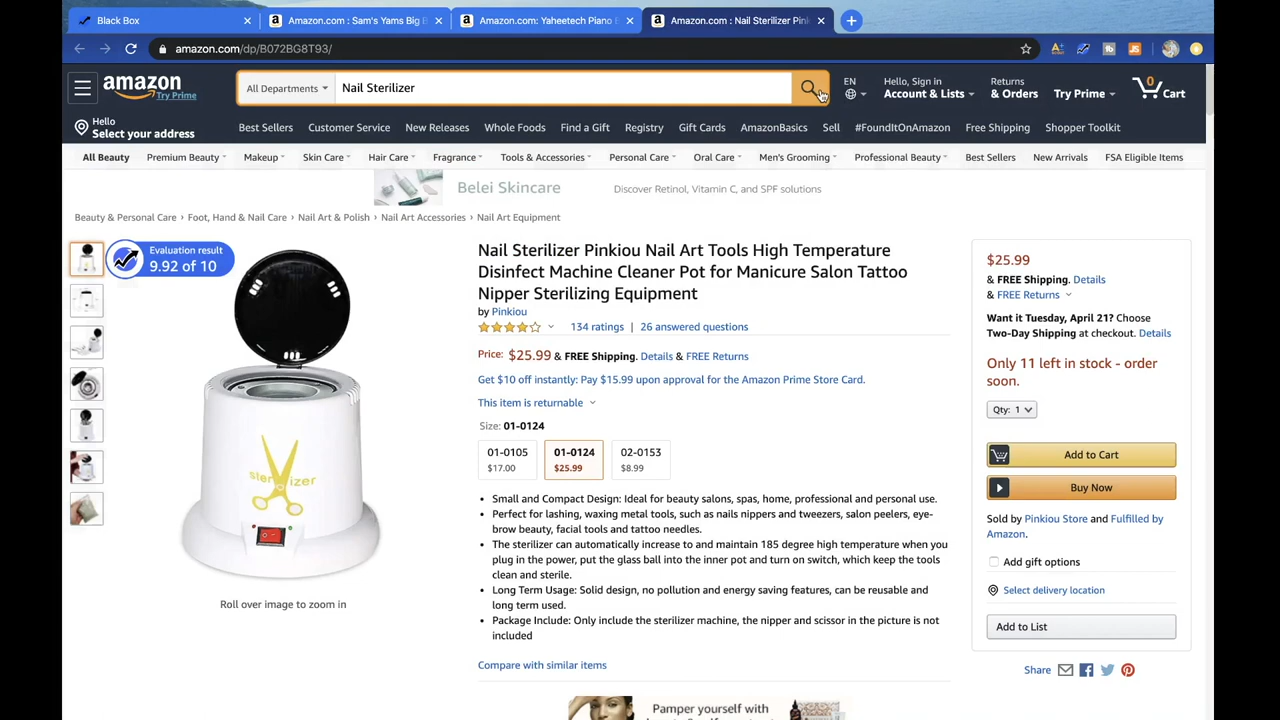 Black Box
Amazon.com : Sam's Yams Big B
Amazon.com: Yaheetech Piano B
Amazon.com : Nail Sterilizer Pink
amazon.com/dp/B072BG8T93/
amazon
Try Prime
All Departments
Nail Sterilizer
EN
Hello, Sign in
Account & Lists
Returns
& Orders
Try Prime
0
Cart
Hello
Select your address
Best Sellers
Customer Service
New Releases
Whole Foods
Find a Gift
Registry
Gift Cards
AmazonBasics
Sell
#FoundItOnAmazon
Free Shipping
Shopper Toolkit
All Beauty
Premium Beauty
Makeup
Skin Care
Hair Care
Fragrance
Tools & Accessories
Personal Care
Oral Care
Men's Grooming
Professional Beauty
Best Sellers
New Arrivals
FSA Eligible Items
Belei Skincare
Discover Retinol, Vitamin C, and SPF solutions
Beauty & Personal Care › Foot, Hand & Nail Care › Nail Art & Polish › Nail Art Accessories › Nail Art Equipment
Evaluation result
9.92 of 10
sterilizer
Roll over image to zoom in
Nail Sterilizer Pinkiou Nail Art Tools High Temperature
Disinfect Machine Cleaner Pot for Manicure Salon Tattoo
Nipper Sterilizing Equipment
by Pinkiou
134 ratings | 26 answered questions
Price: $25.99 & FREE Shipping. Details & FREE Returns
Get $10 off instantly: Pay $15.99 upon approval for the Amazon Prime Store Card.
This item is returnable
Size: 01-0124
01-0105
$17.00
01-0124
$25.99
02-0153
$8.99
• Small and Compact Design: Ideal for beauty salons, spas, home, professional and personal use.
• Perfect for lashing, waxing metal tools, such as nails nippers and tweezers, salon peelers, eye-
brow beauty, facial tools and tattoo needles.
• The sterilizer can automatically increase to and maintain 185 degree high temperature when you
plug in the power, put the glass ball into the inner pot and turn on switch, which keep the tools
clean and sterile.
• Long Term Usage: Solid design, no pollution and energy saving features, can be reusable and
long term used.
• Package Include: Only include the sterilizer machine, the nipper and scissor in the picture is not
included
Compare with similar items
Pamper yourself with
$25.99
& FREE Shipping. Details
& FREE Returns
Want it Tuesday, April 21? Choose
Two-Day Shipping at checkout. Details
Only 11 left in stock - order
soon.
Qty: 1
Add to Cart
Buy Now
Sold by Pinkiou Store and Fulfilled by
Amazon.
Add gift options
Select delivery location
Add to List
Share